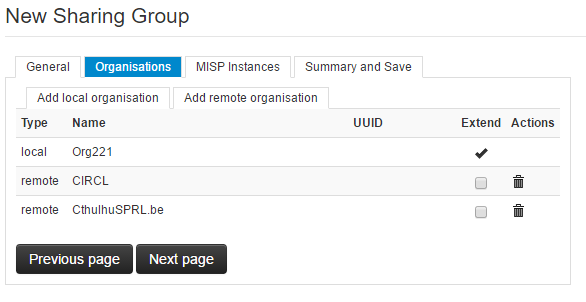 New Sharing Group
General Organisations MISP Instances Summary and Save
Add local organisation Add remote organisation
Type Name UUID Extend Actions
local Org221
remote CIRCL
remote CthulhuSPRL.be
Previous page Next page